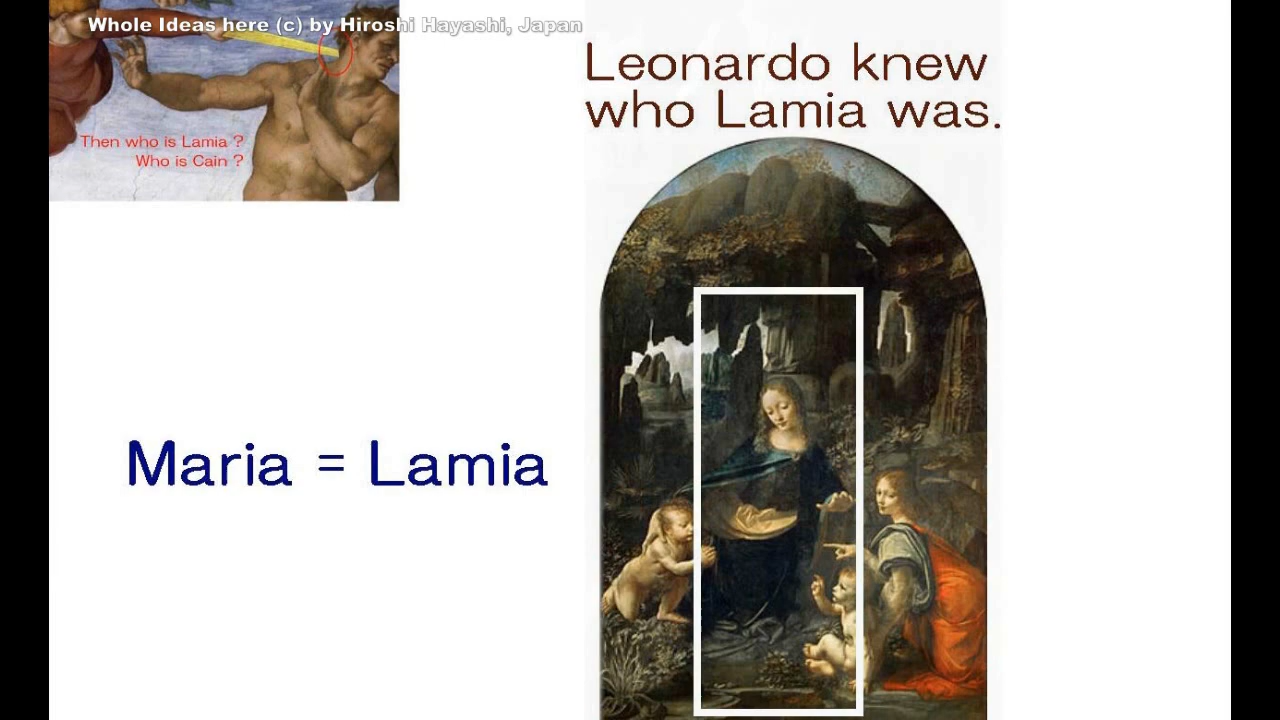 Whole Ideas here (c) by Hiroshi Hayashi, Japan
Leonardo knew
who Lamia was.
Then who is Lamia ?
Who is Cain ?
Maria = Lamia